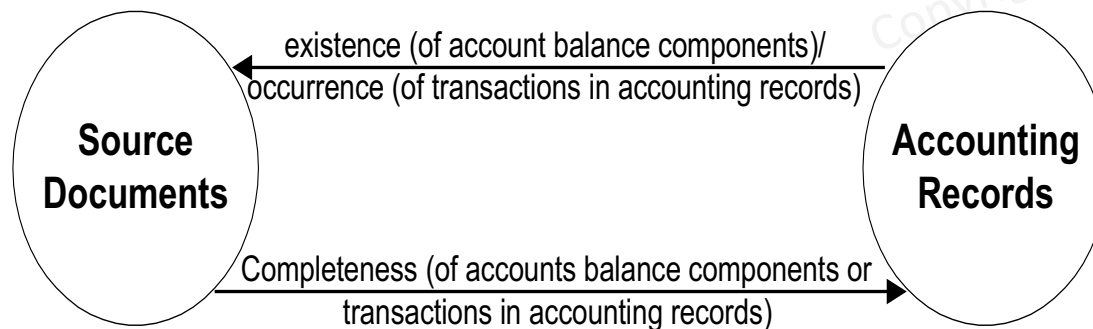 existence (of account balance components)/
occurrence (of transactions in accounting records)
Source
Documents
Accounting
Records
Completeness (of accounts balance components or
transactions in accounting records)